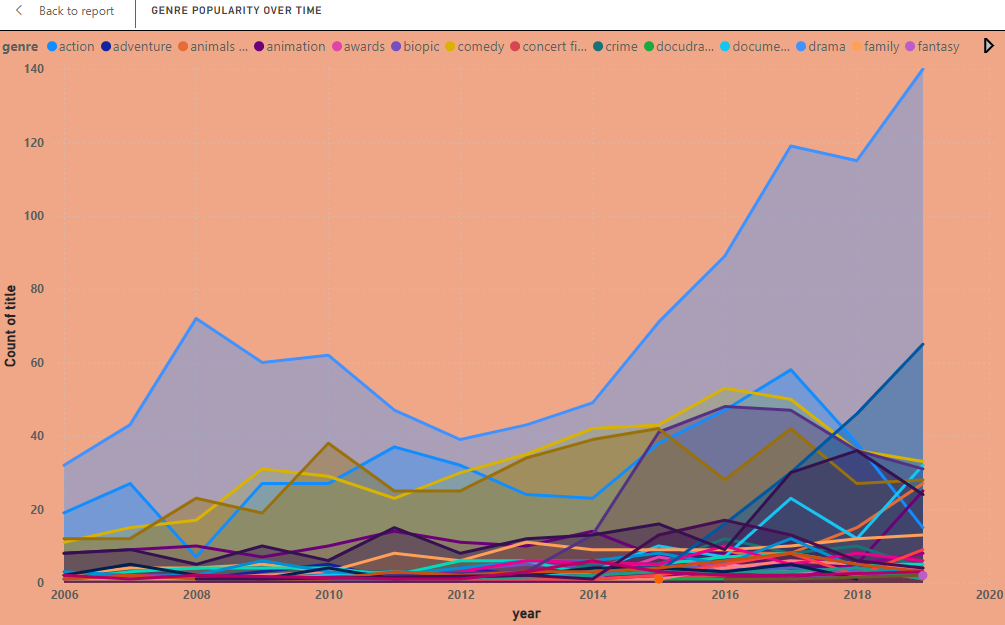 Back to report
GENRE POPULARITY OVER TIME
genre action adventure animals ... animation awards biopic comedy concert fi... crime docudra... docume... drama family fantasy
140
120
100
80
60
40
20
0
Count of title
2006 2008 2010 2012 2014 2016 2018 2020
year